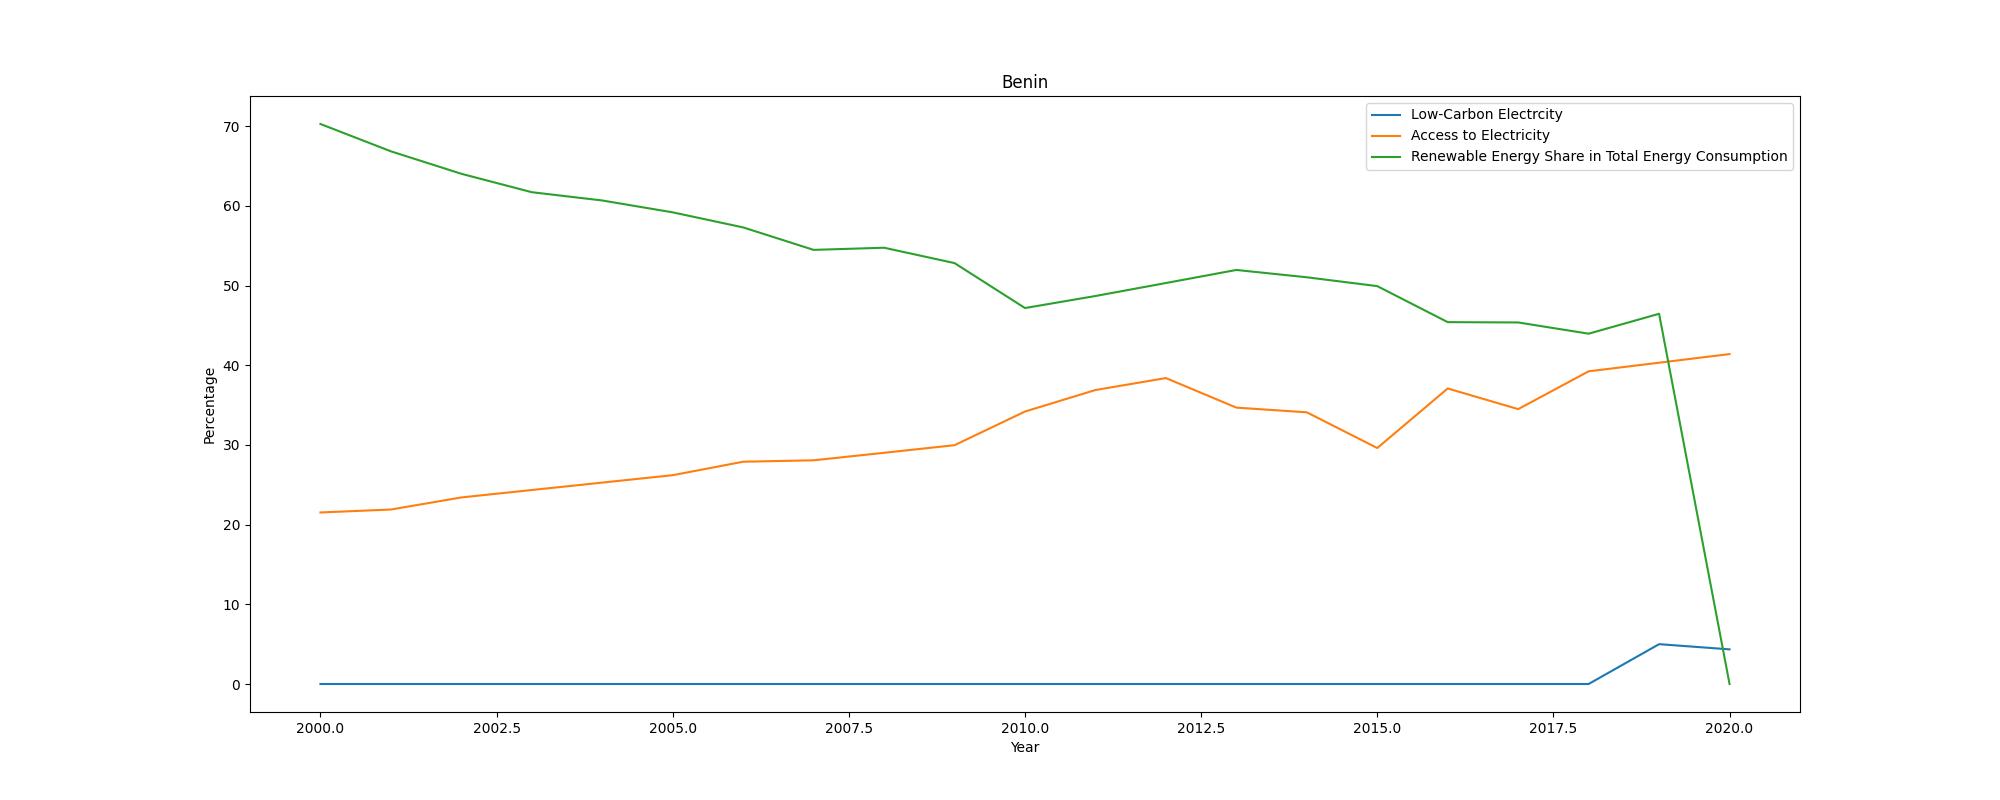 Benin
Low-Carbon Electrcity
Access to Electricity
Renewable Energy Share in Total Energy Consumption
70
60
50
40
30
20
10
0
Percentage
2000.0 2002.5 2005.0 2007.5 2010.0 2012.5 2015.0 2017.5 2020.0
Year